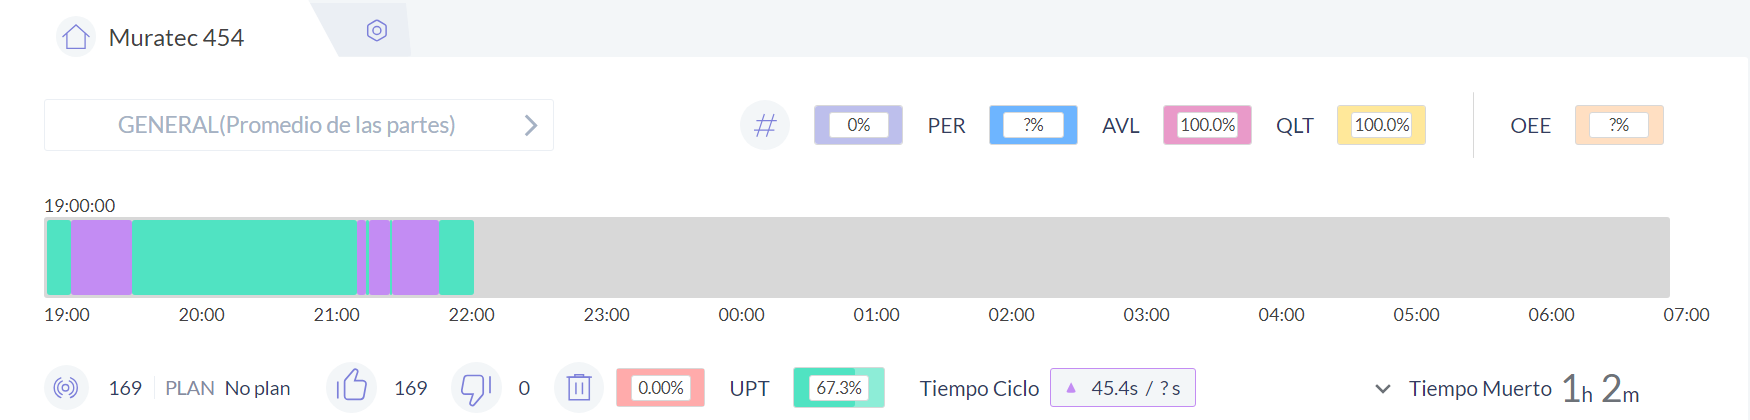 Muratec 454
GENERAL(Promedio de las partes)
# 0% PER ?% AVL 100.0% QLT 100.0% OEE ?%
19:00:00
19:00 20:00 21:00 22:00 23:00 00:00 01:00 02:00 03:00 04:00 05:00 06:00 07:00
169 PLAN No plan 169 0 0.00% UPT 67.3% Tiempo Ciclo 45.4s / ? s Tiempo Muerto 1h 2m